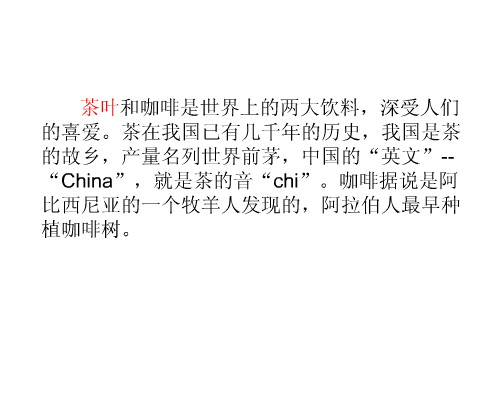 茶叶和咖啡是世界上的两大饮料，深受人们
的喜爱。茶在我国已有几千年的历史，我国是茶
的故乡，产量名列世界前茅，中国的“英文”--
“China”，就是茶的音“chi”。咖啡据说是阿
比西尼亚的一个牧羊人发现的，阿拉伯人最早种
植咖啡树。